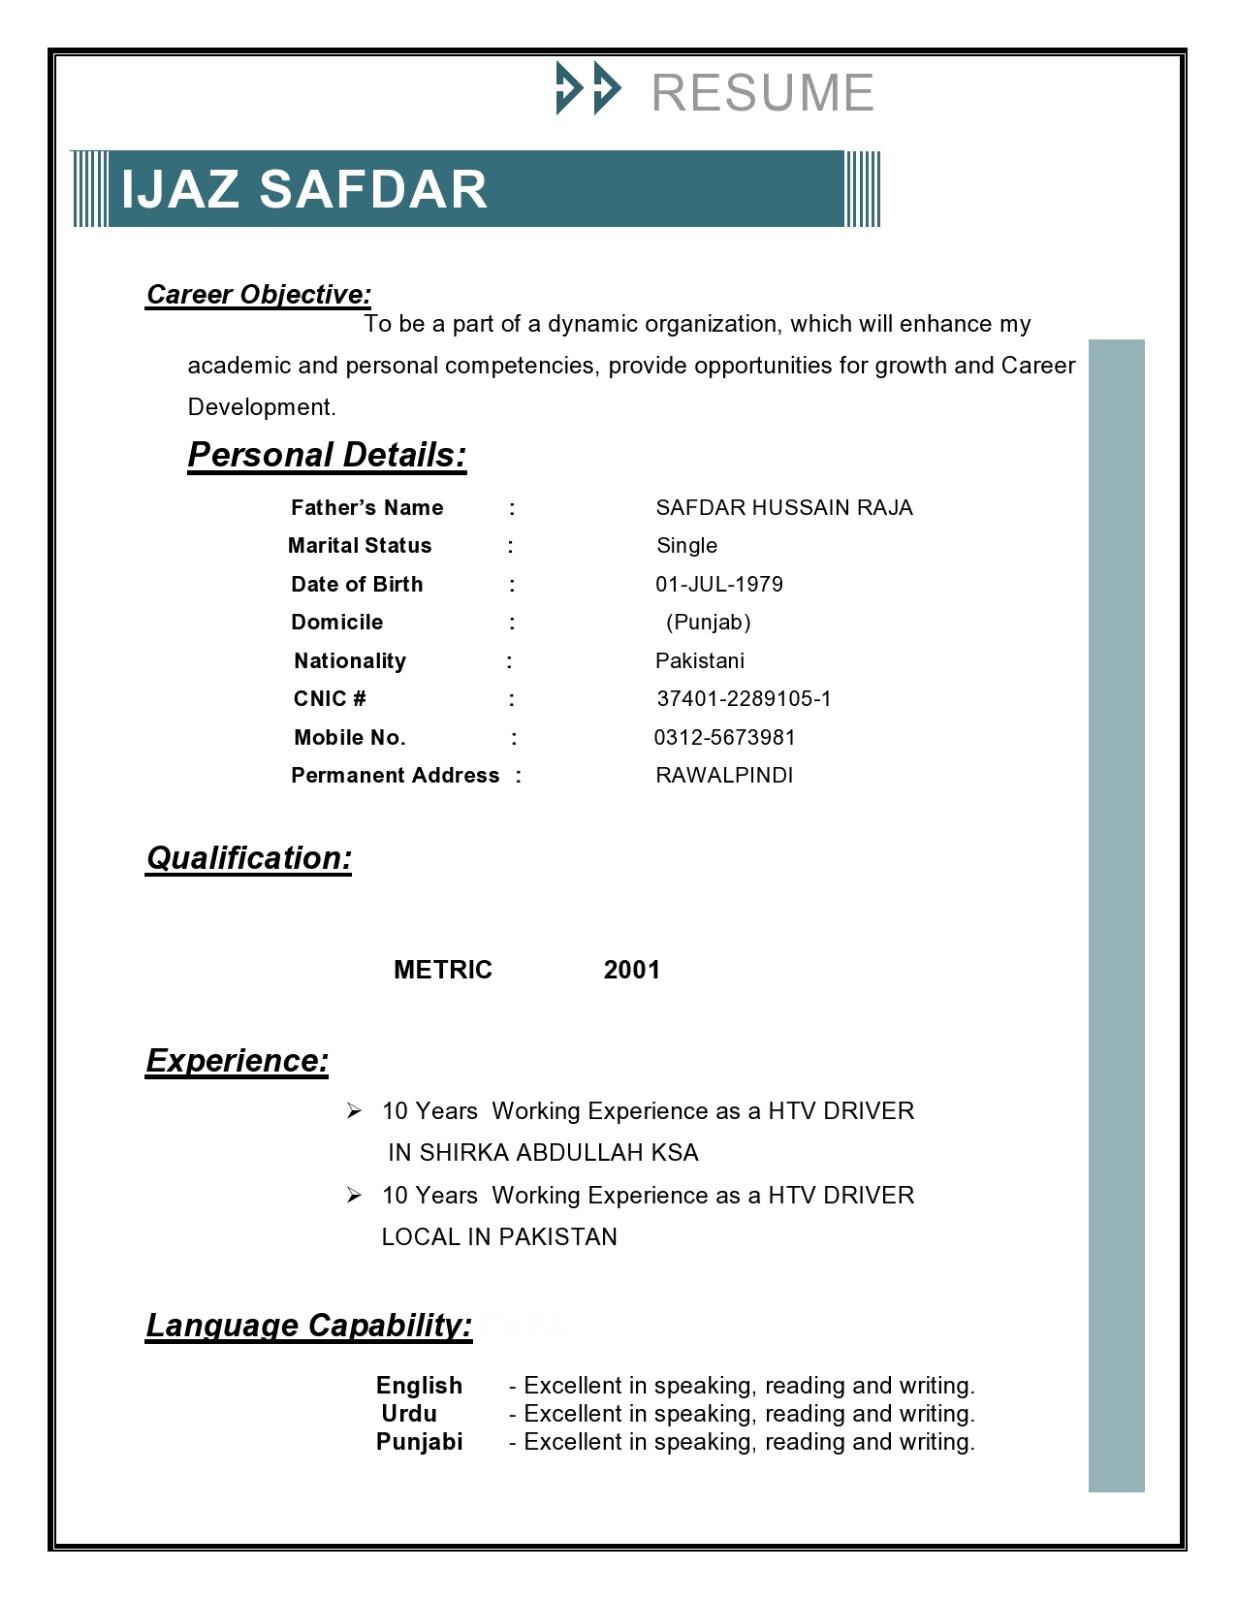 RESUME
IJAZ SAFDAR
Career Objective:
To be a part of a dynamic organization, which will enhance my
academic and personal competencies, provide opportunities for growth and Career
Development.
Personal Details:
Father’s Name : SAFDAR HUSSAIN RAJA
Marital Status : Single
Date of Birth : 01-JUL-1979
Domicile : (Punjab)
Nationality : Pakistani
CNIC # : 37401-2289105-1
Mobile No. : 0312-5673981
Permanent Address : RAWALPINDI
Qualification:
METRIC 2001
Experience:
➢ 10 Years Working Experience as a HTV DRIVER
IN SHIRKA ABDULLAH KSA
➢ 10 Years Working Experience as a HTV DRIVER
LOCAL IN PAKISTAN
Language Capability:
English - Excellent in speaking, reading and writing.
Urdu - Excellent in speaking, reading and writing.
Punjabi - Excellent in speaking, reading and writing.